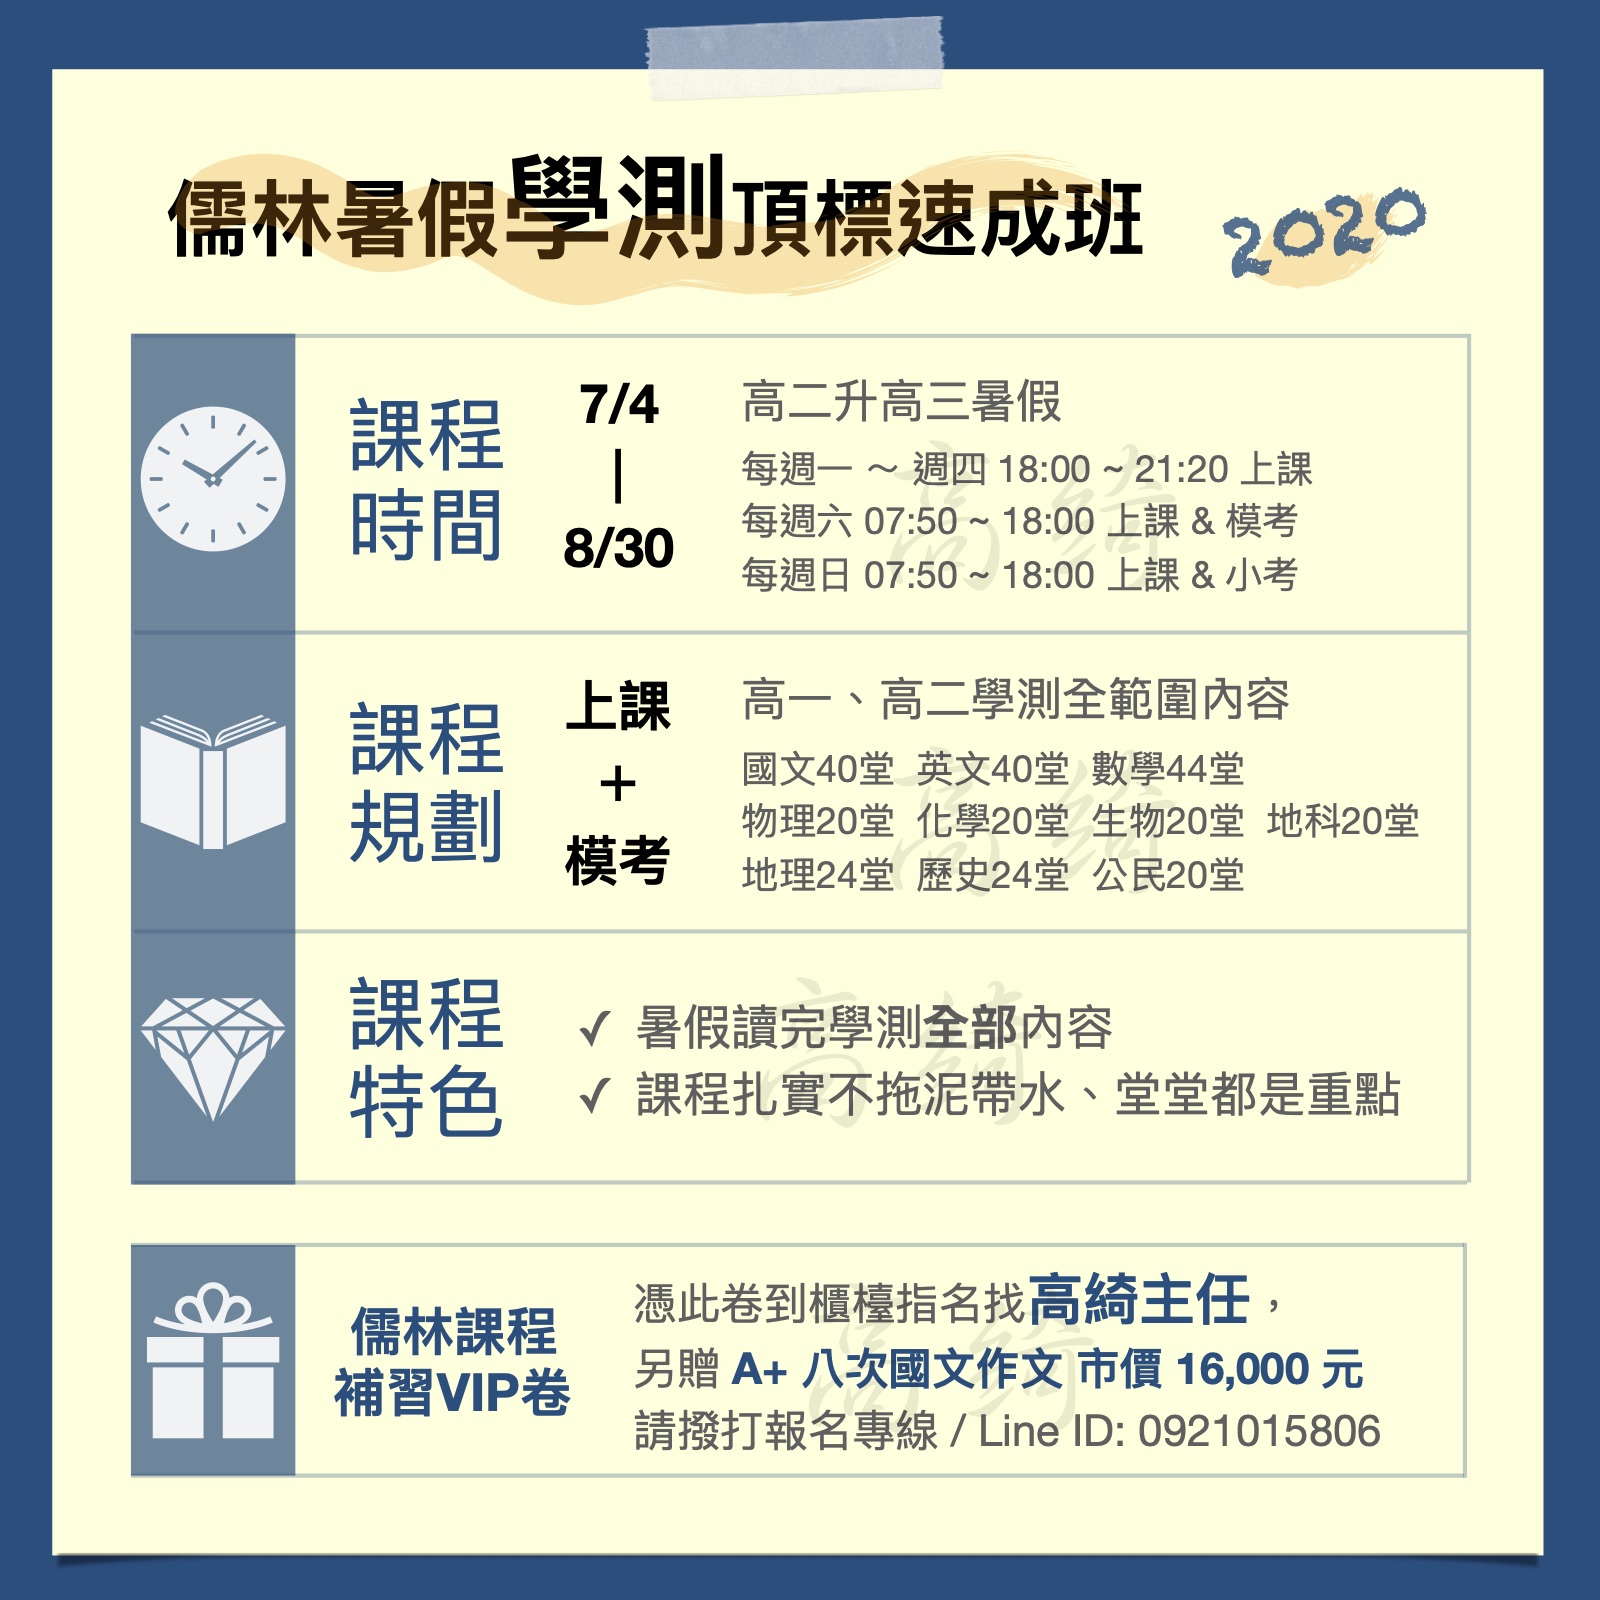 儒林暑假學測頂標速成班 2020
課程時間
7/4
|
8/30
高二升高三暑假
每週一 ～ 週四 18:00 ~ 21:20 上課
每週六 07:50 ~ 18:00 上課 & 模考
每週日 07:50 ~ 18:00 上課 & 小考
高綺
課程規劃
上課
+
模考
高一、高二學測全範圍內容
國文40堂 英文40堂 數學44堂
物理20堂 化學20堂 生物20堂 地科20堂
地理24堂 歷史24堂 公民20堂
高綺
課程特色
✓ 暑假讀完學測全部內容
✓ 課程扎實不拖泥帶水、堂堂都是重點
高綺
儒林課程
補習VIP卷
憑此卷到櫃檯指名找高綺主任，
另贈 A+ 八次國文作文 市價 16,000 元
請撥打報名專線 / Line ID: 0921015806
高綺